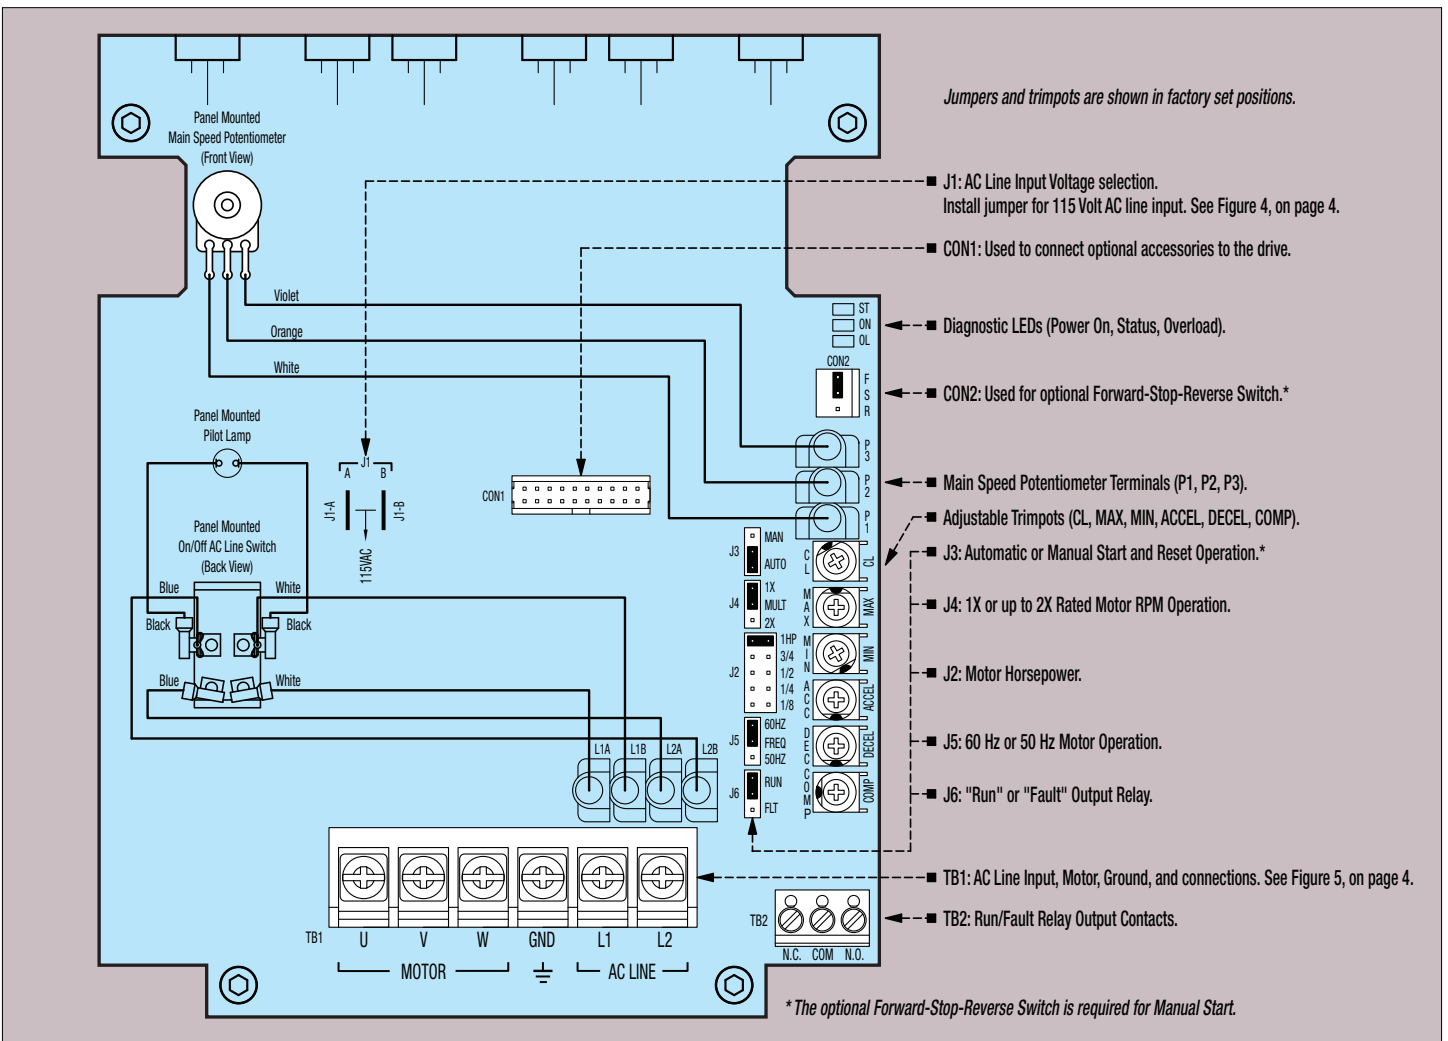 Jumpers and trimpots are shown in factory set positions.
Panel Mounted
Main Speed Potentiometer
(Front View)
J1: AC Line Input Voltage selection.
Install jumper for 115 Volt AC line input. See Figure 4, on page 4.
CON1: Used to connect optional accessories to the drive.
Violet
Orange
White
ST
ON
OL
Diagnostic LEDs (Power On, Status, Overload).
CON2
F
S
R
CON2: Used for optional Forward-Stop-Reverse Switch.*
Panel Mounted
Pilot Lamp
J1
A
B
J1-A
J1-B
115VAC
CON1
P3
P2
P1
Main Speed Potentiometer Terminals (P1, P2, P3).
Adjustable Trimpots (CL, MAX, MIN, ACCEL, DECEL, COMP).
Panel Mounted
On/Off AC Line Switch
(Back View)
Blue
White
Black
Black
Blue
White
J3
MAN
AUTO
CL
CL
J3: Automatic or Manual Start and Reset Operation.*
J4
1X
MULT
2X
MAX
MAX
J4: 1X or up to 2X Rated Motor RPM Operation.
J2
1HP
3/4
1/2
1/4
1/8
MIN
MIN
ACC
ACCEL
J2: Motor Horsepower.
J5
60HZ
FREQ
50HZ
DEC
DECEL
J5: 60 Hz or 50 Hz Motor Operation.
J6
RUN
FLT
COMP
COMP
J6: "Run" or "Fault" Output Relay.
L1A
L1B
L2A
L2B
TB1: AC Line Input, Motor, Ground, and connections. See Figure 5, on page 4.
TB1
U
V
W
GND
L1
L2
MOTOR
AC LINE
TB2
N.C.
COM
N.O.
TB2: Run/Fault Relay Output Contacts.
* The optional Forward-Stop-Reverse Switch is required for Manual Start.